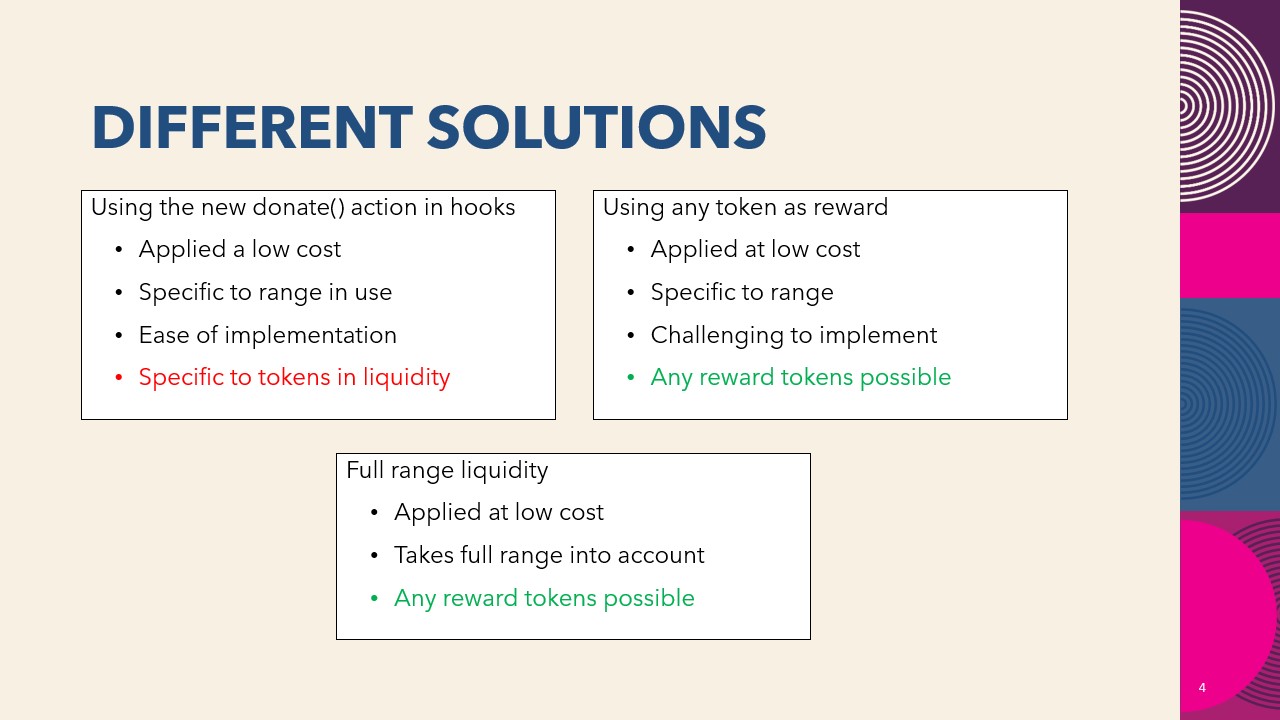 DIFFERENT SOLUTIONS
Using the new donate() action in hooks
• Applied a low cost
• Specific to range in use
• Ease of implementation
• Specific to tokens in liquidity
Using any token as reward
• Applied at low cost
• Specific to range
• Challenging to implement
• Any reward tokens possible
Full range liquidity
• Applied at low cost
• Takes full range into account
• Any reward tokens possible
4